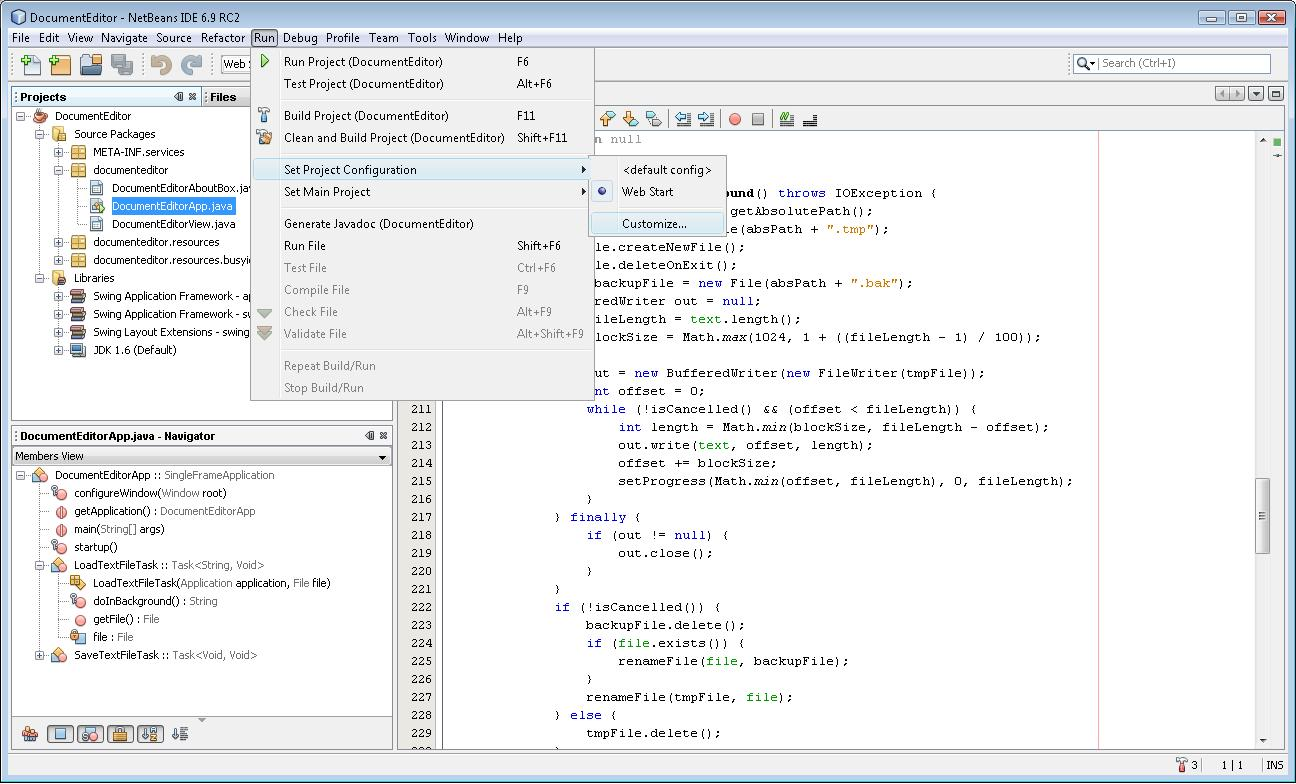 DocumentEditor - NetBeans IDE 6.9 RC2
File Edit View Navigate Source Refactor Run Debug Profile Team Tools Window Help
Web S
Search (Ctrl+I)
Run Project (DocumentEditor) F6
Test Project (DocumentEditor) Alt+F6
Build Project (DocumentEditor) F11
Clean and Build Project (DocumentEditor) Shift+F11
Set Project Configuration
Set Main Project
Generate Javadoc (DocumentEditor)
Run File Shift+F6
Test File Ctrl+F6
Compile File F9
Check File Alt+F9
Validate File Alt+Shift+F9
Repeat Build/Run
Stop Build/Run
<default config>
Web Start
Customize...
Projects Files
DocumentEditor
Source Packages
META-INF.services
documenteditor
DocumentEditorAboutBox.jav
DocumentEditorApp.java
DocumentEditorView.java
documenteditor.resources
documenteditor.resources.busyic
Libraries
Swing Application Framework - ap
Swing Application Framework - sw
Swing Layout Extensions - swing
JDK 1.6 (Default)
DocumentEditorApp.java - Navigator
Members View
DocumentEditorApp :: SingleFrameApplication
configureWindow(Window root)
getApplication() : DocumentEditorApp
main(String[] args)
startup()
LoadTextFileTask :: Task<String, Void>
LoadTextFileTask(Application application, File file)
doInBackground() : String
getFile() : File
file : File
SaveTextFileTask :: Task<Void, Void>
n null
ound() throws IOException {
getAbsolutePath();
le(absPath + ".tmp");
le.createNewFile();
le.deleteOnExit();
backupFile = new File(absPath + ".bak");
redWriter out = null;
ileLength = text.length();
lockSize = Math.max(1024, 1 + ((fileLength - 1) / 100));
ut = new BufferedWriter(new FileWriter(tmpFile));
nt offset = 0;
211 while (!isCancelled() && (offset < fileLength)) {
212 int length = Math.min(blockSize, fileLength - offset);
213 out.write(text, offset, length);
214 offset += blockSize;
215 setProgress(Math.min(offset, fileLength), 0, fileLength);
216 }
217 } finally {
218 if (out != null) {
219 out.close();
220 }
221 }
222 if (!isCancelled()) {
223 backupFile.delete();
224 if (file.exists()) {
225 renameFile(file, backupFile);
226 }
227 renameFile(tmpFile, file);
228 } else {
229 tmpFile.delete();
3 1 | 1 INS